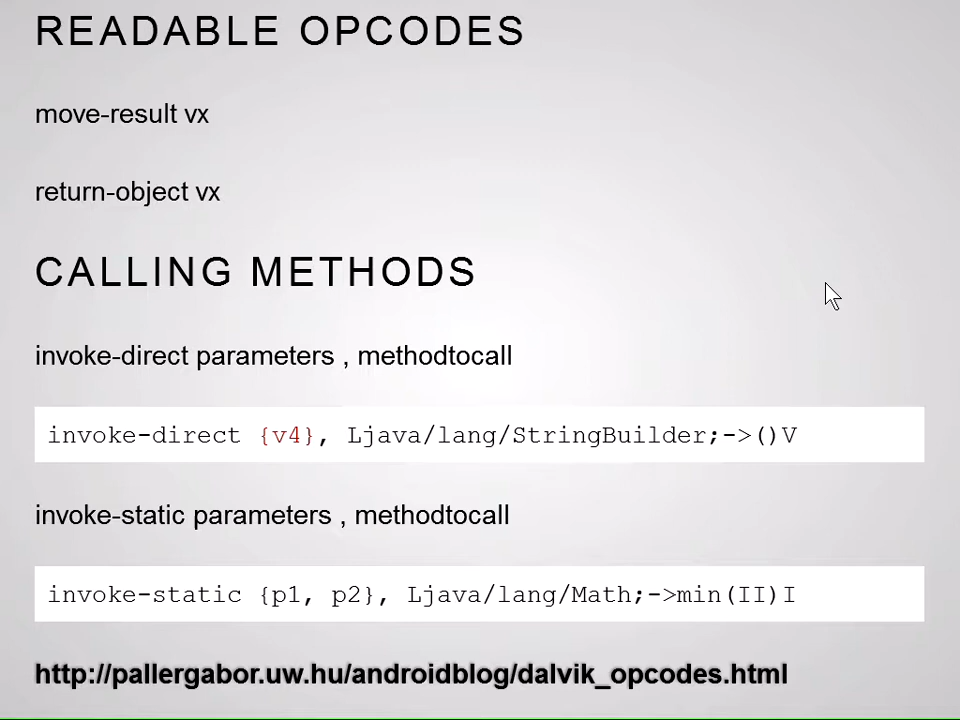 READABLE OPCODES
move-result vx
return-object vx
CALLING METHODS
invoke-direct parameters , methodtocall
invoke-direct {v4}, Ljava/lang/StringBuilder;->()V
invoke-static parameters , methodtocall
invoke-static {p1, p2}, Ljava/lang/Math;->min(II)I
http://pallergabor.uw.hu/androidblog/dalvik_opcodes.html